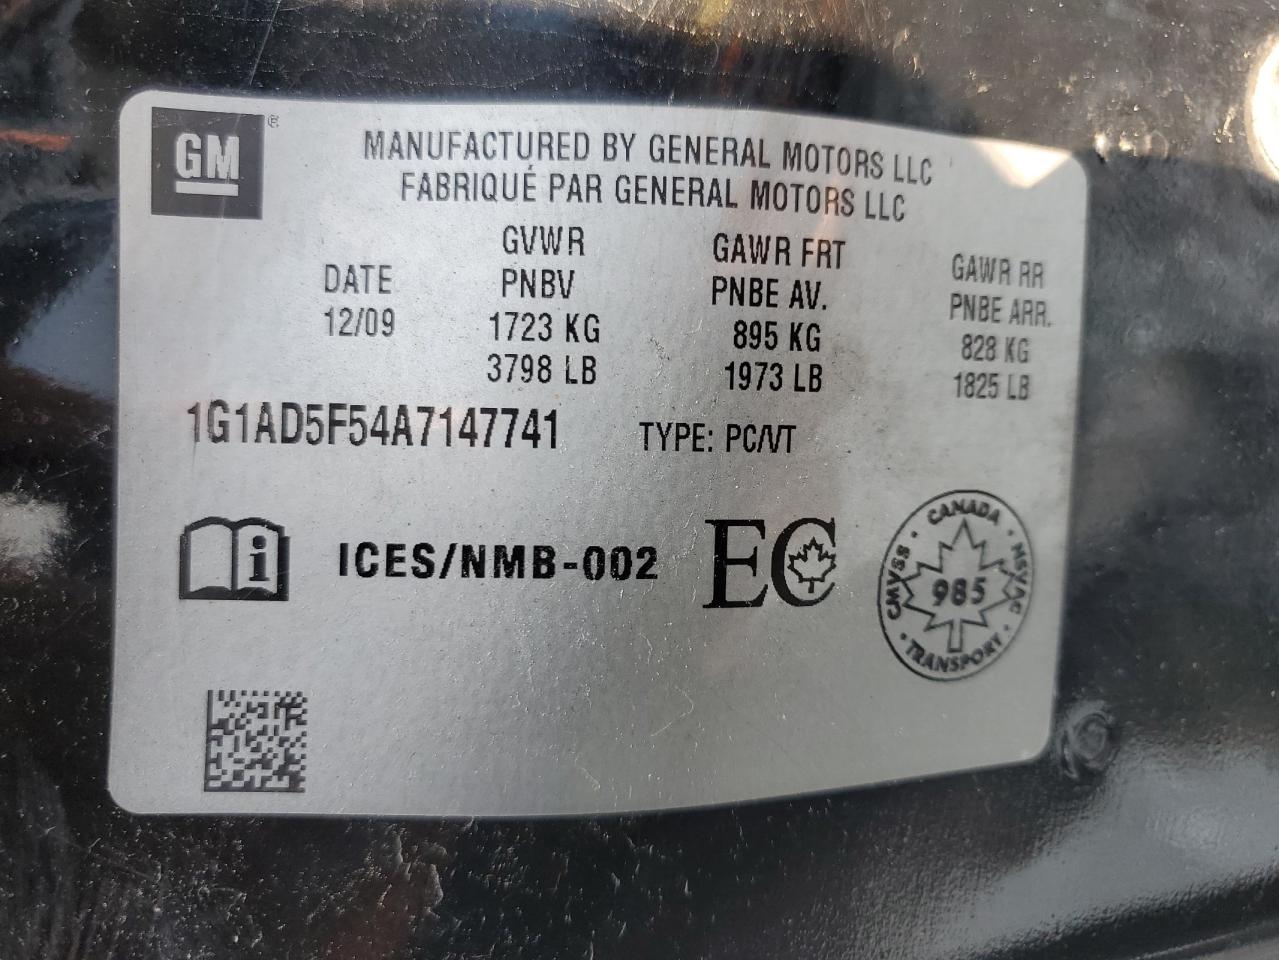 GM ®
MANUFACTURED BY GENERAL MOTORS LLC
FABRIQUÉ PAR GENERAL MOTORS LLC
DATE
12/09
GVWR
PNBV
1723 KG
3798 LB
GAWR FRT
PNBE AV.
895 KG
1973 LB
GAWR RR
PNBE ARR.
828 KG
1825 LB
1G1AD5F54A7147741
TYPE: PC/VT
i
ICES/NMB-002
EC
CANADA
CMVSS · NSVAC
985
TRANSPORT